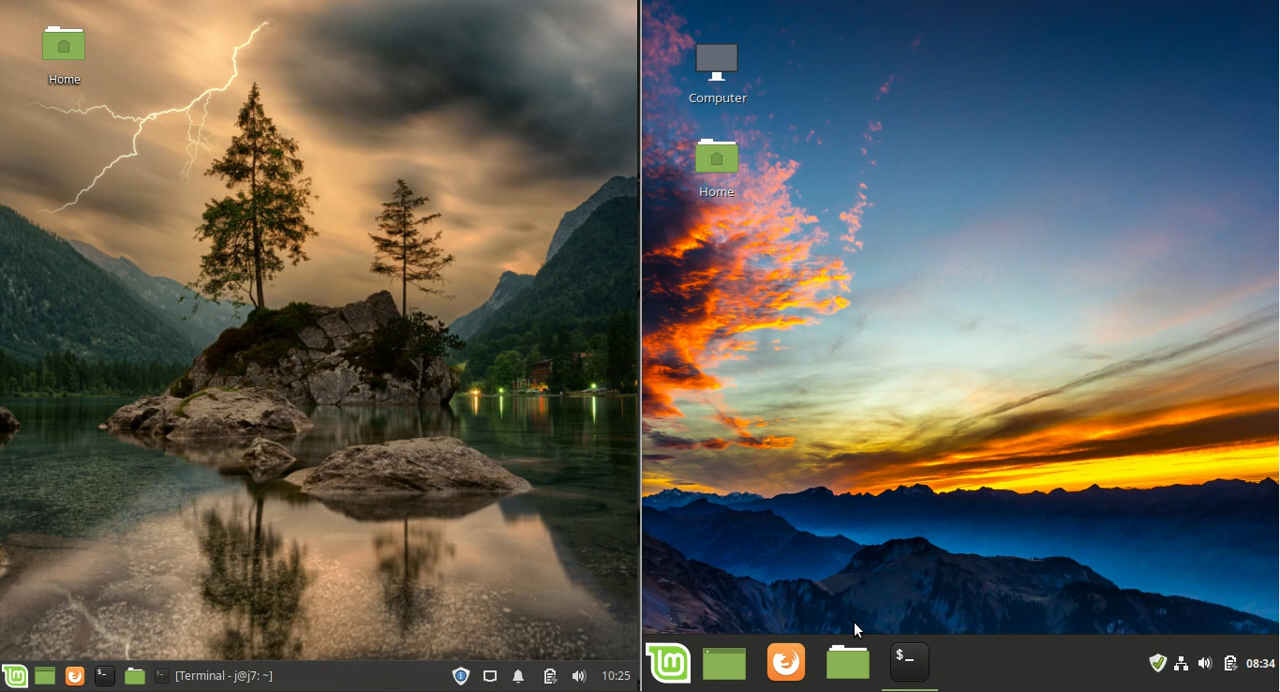 Home
[Terminal - j@j7: ~]
10:25
Computer
Home
$_
08:34